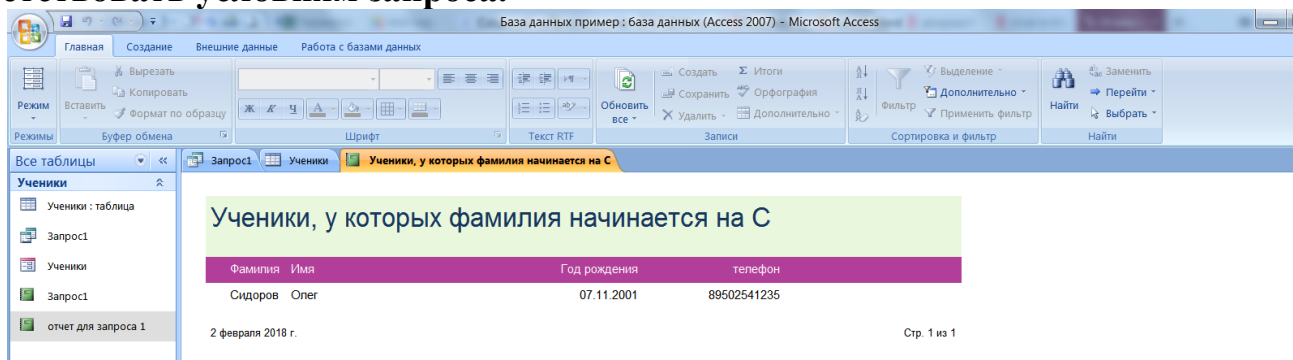 ствовать условиям запроса.
База данных пример : база данных (Access 2007) - Microsoft Access
Главная Создание Внешние данные Работа с базами данных
Режим
Режимы
Вставить
Вырезать
Копировать
Формат по образцу
Буфер обмена
Ж К Ч А
Шрифт
Текст RTF
Обновить все
Создать
Сохранить
Удалить
Σ Итоги
Орфография
Дополнительно
Записи
Фильтр
Выделение
Дополнительно
Применить фильтр
Сортировка и фильтр
Найти
Заменить
Перейти
Выбрать
Найти
Все таблицы
Запрос1 Ученики Ученики, у которых фамилия начинается на С
Ученики
Ученики : таблица
Запрос1
Ученики
Запрос1
отчет для запроса 1
Ученики, у которых фамилия начинается на С
Фамилия Имя Год рождения телефон
Сидоров Олег 07.11.2001 89502541235
2 февраля 2018 г. Стр. 1 из 1